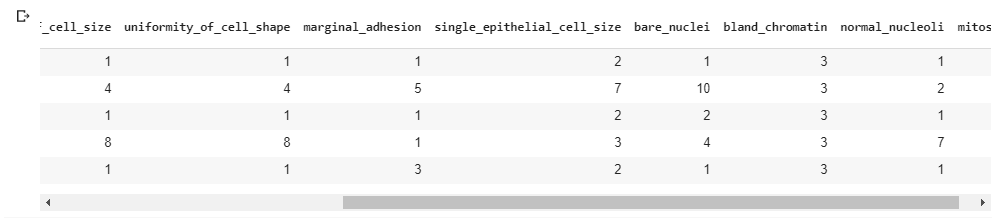 f_cell_size uniformity_of_cell_shape marginal_adhesion single_epithelial_cell_size bare_nuclei bland_chromatin normal_nucleoli mitos
1 1 1 2 1 3 1
4 4 5 7 10 3 2
1 1 1 2 2 3 1
8 8 1 3 4 3 7
1 1 3 2 1 3 1